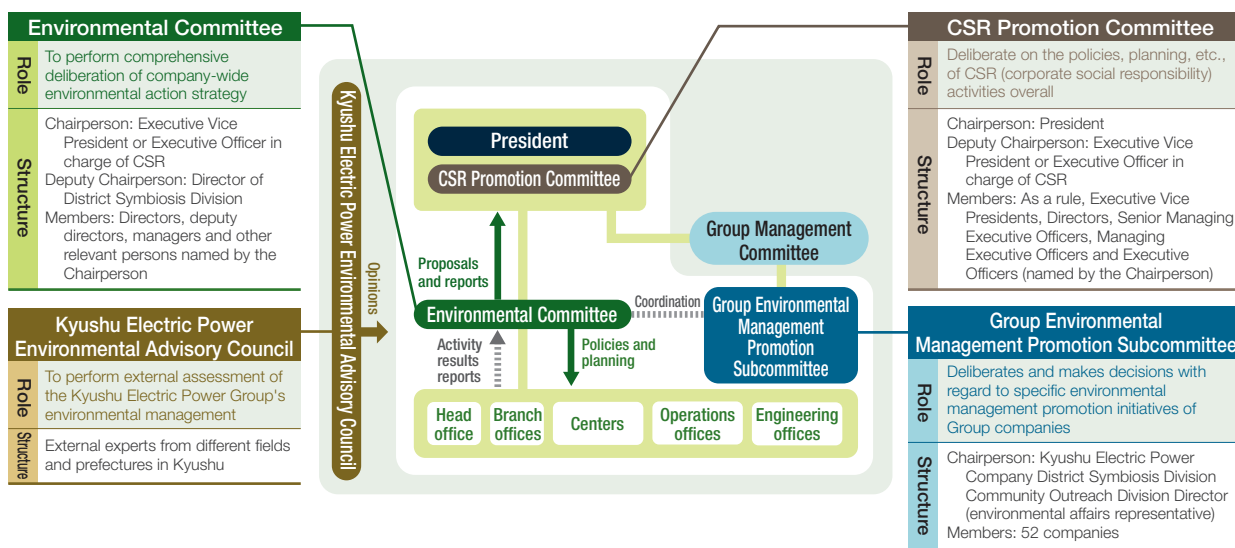 Environmental Committee
Role
To perform comprehensive
deliberation of company-wide
environmental action strategy
Structure
Chairperson: Executive Vice
President or Executive Officer in
charge of CSR
Deputy Chairperson: Director of
District Symbiosis Division
Members: Directors, deputy
directors, managers and other
relevant persons named by the
Chairperson
Kyushu Electric Power
Environmental Advisory Council
Role
To perform external assessment of
the Kyushu Electric Power Group's
environmental management
Structure
External experts from different fields
and prefectures in Kyushu
Kyushu Electric Power Environmental Advisory Council
Opinions
President
CSR Promotion Committee
Group Management
Committee
Proposals
and reports
Environmental Committee
Coordination
Group Environmental
Management
Promotion
Subcommittee
Activity
results
reports
Policies and
planning
Head
office
Branch
offices
Centers
Operations
offices
Engineering
offices
CSR Promotion Committee
Role
Deliberate on the policies, planning, etc.,
of CSR (corporate social responsibility)
activities overall
Structure
Chairperson: President
Deputy Chairperson: Executive Vice
President or Executive Officer in
charge of CSR
Members: As a rule, Executive Vice
Presidents, Directors, Senior Managing
Executive Officers, Managing
Executive Officers and Executive
Officers (named by the Chairperson)
Group Environmental
Management Promotion Subcommittee
Role
Deliberates and makes decisions with
regard to specific environmental
management promotion initiatives of
Group companies
Structure
Chairperson: Kyushu Electric Power
Company District Symbiosis Division
Community Outreach Division Director
(environmental affairs representative)
Members: 52 companies